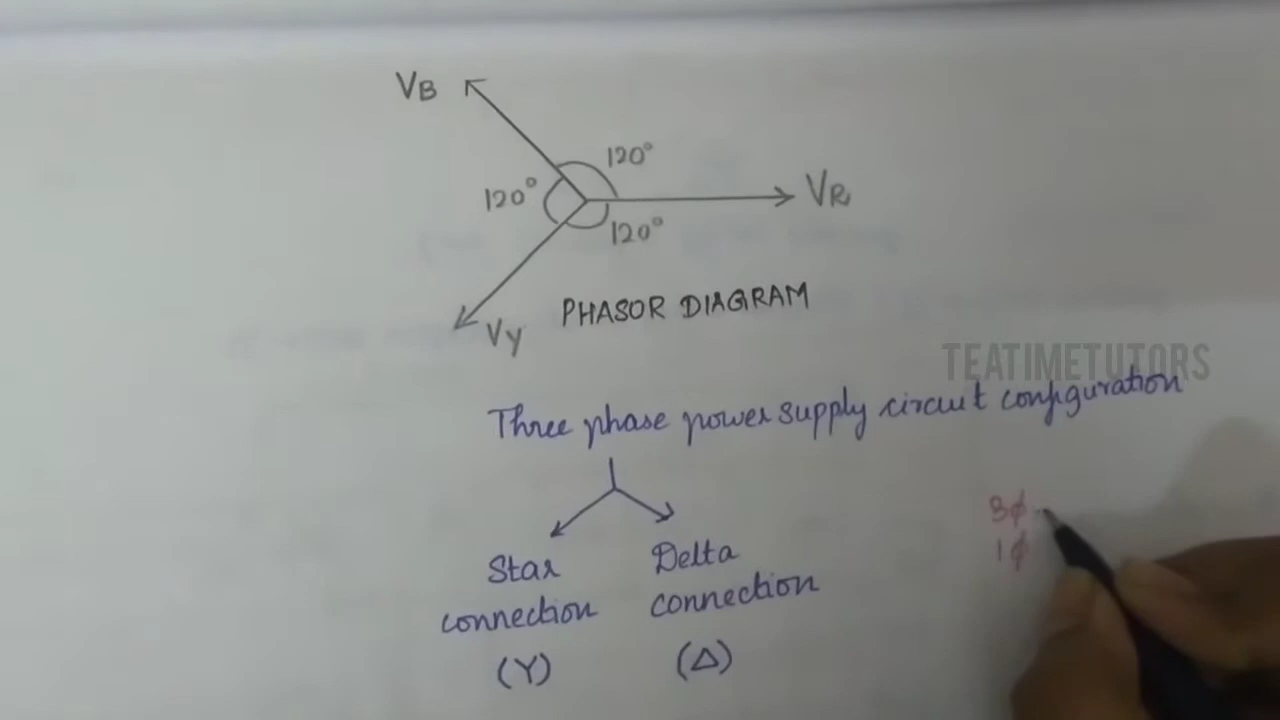 VB
120°
120°
VR
120°
PHASOR DIAGRAM
Vy
TEATIMETUTORS
Three phase power supply circuit configuration
3φ
1φ
Star
connection
(Y)
Delta
connection
(Δ)